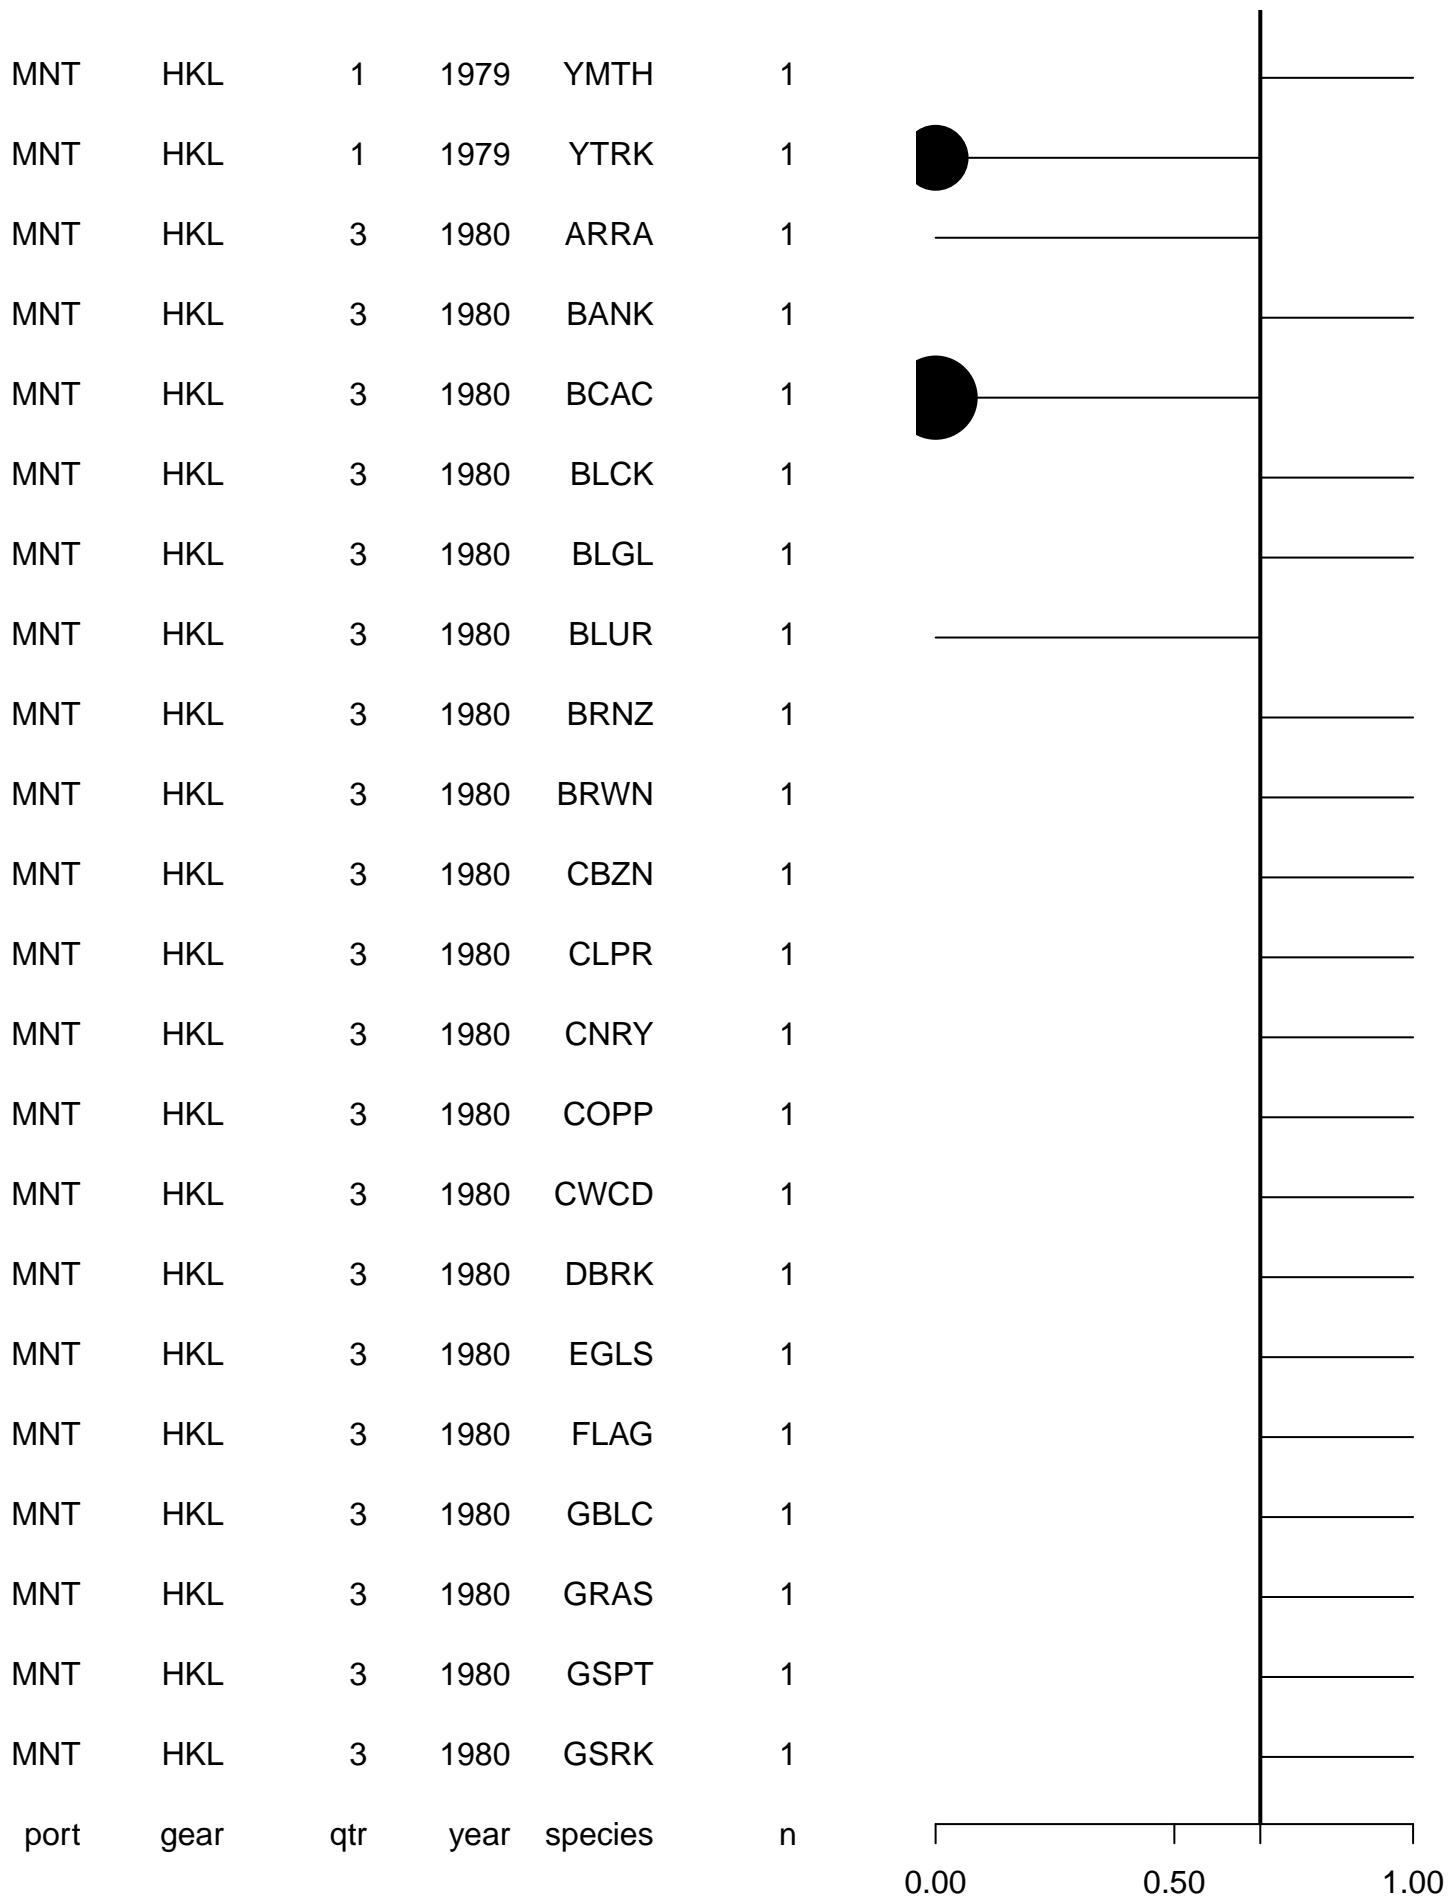 MNT HKL 1 1979 YMTH 1
MNT HKL 1 1979 YTRK 1
MNT HKL 3 1980 ARRA 1
MNT HKL 3 1980 BANK 1
MNT HKL 3 1980 BCAC 1
MNT HKL 3 1980 BLCK 1
MNT HKL 3 1980 BLGL 1
MNT HKL 3 1980 BLUR 1
MNT HKL 3 1980 BRNZ 1
MNT HKL 3 1980 BRWN 1
MNT HKL 3 1980 CBZN 1
MNT HKL 3 1980 CLPR 1
MNT HKL 3 1980 CNRY 1
MNT HKL 3 1980 COPP 1
MNT HKL 3 1980 CWCD 1
MNT HKL 3 1980 DBRK 1
MNT HKL 3 1980 EGLS 1
MNT HKL 3 1980 FLAG 1
MNT HKL 3 1980 GBLC 1
MNT HKL 3 1980 GRAS 1
MNT HKL 3 1980 GSPT 1
MNT HKL 3 1980 GSRK 1
port gear qtr year species n
0.00 0.50 1.00